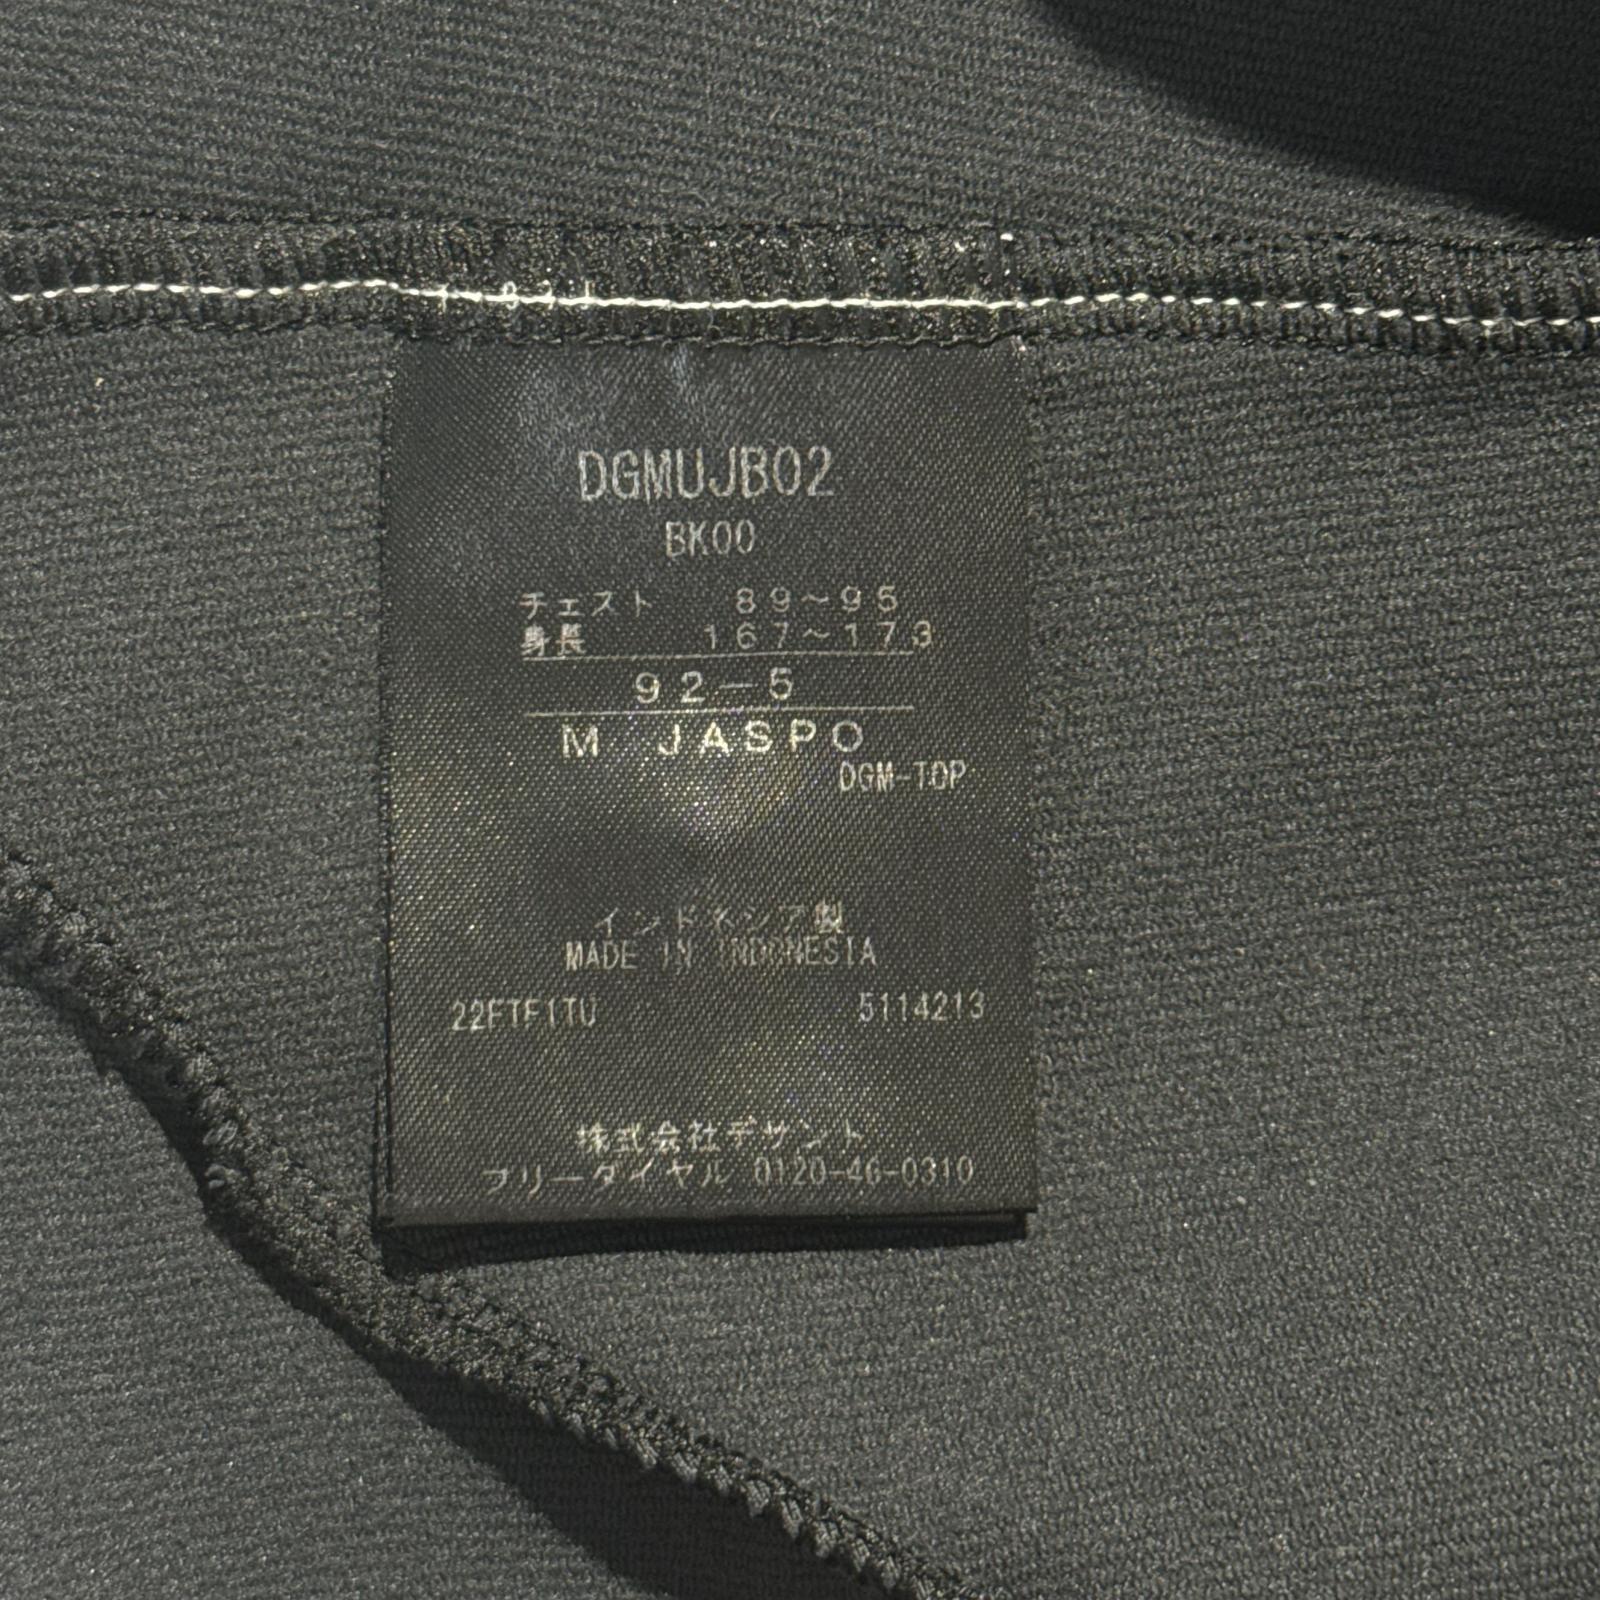 DGMUJB02
BK00
チェスト 89～95
身長 167～173
92-5
M JASPO
DGM-TOP
インドネシア製
MADE IN INDONESIA
22FTF1TU 5114213
株式会社デサント
フリーダイヤル 0120-46-0310